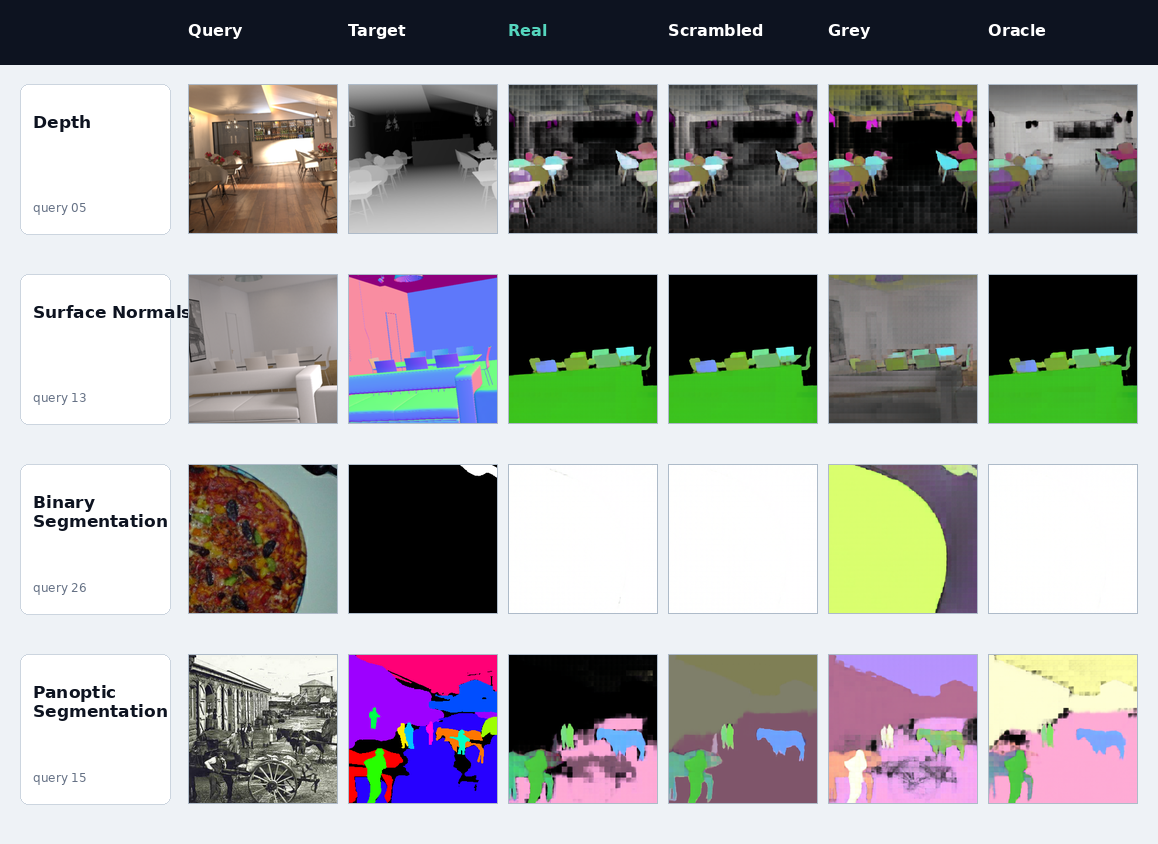 Query Target Real Scrambled Grey Oracle
Depth
query 05
Surface Normals
query 13
Binary
Segmentation
query 26
Panoptic
Segmentation
query 15